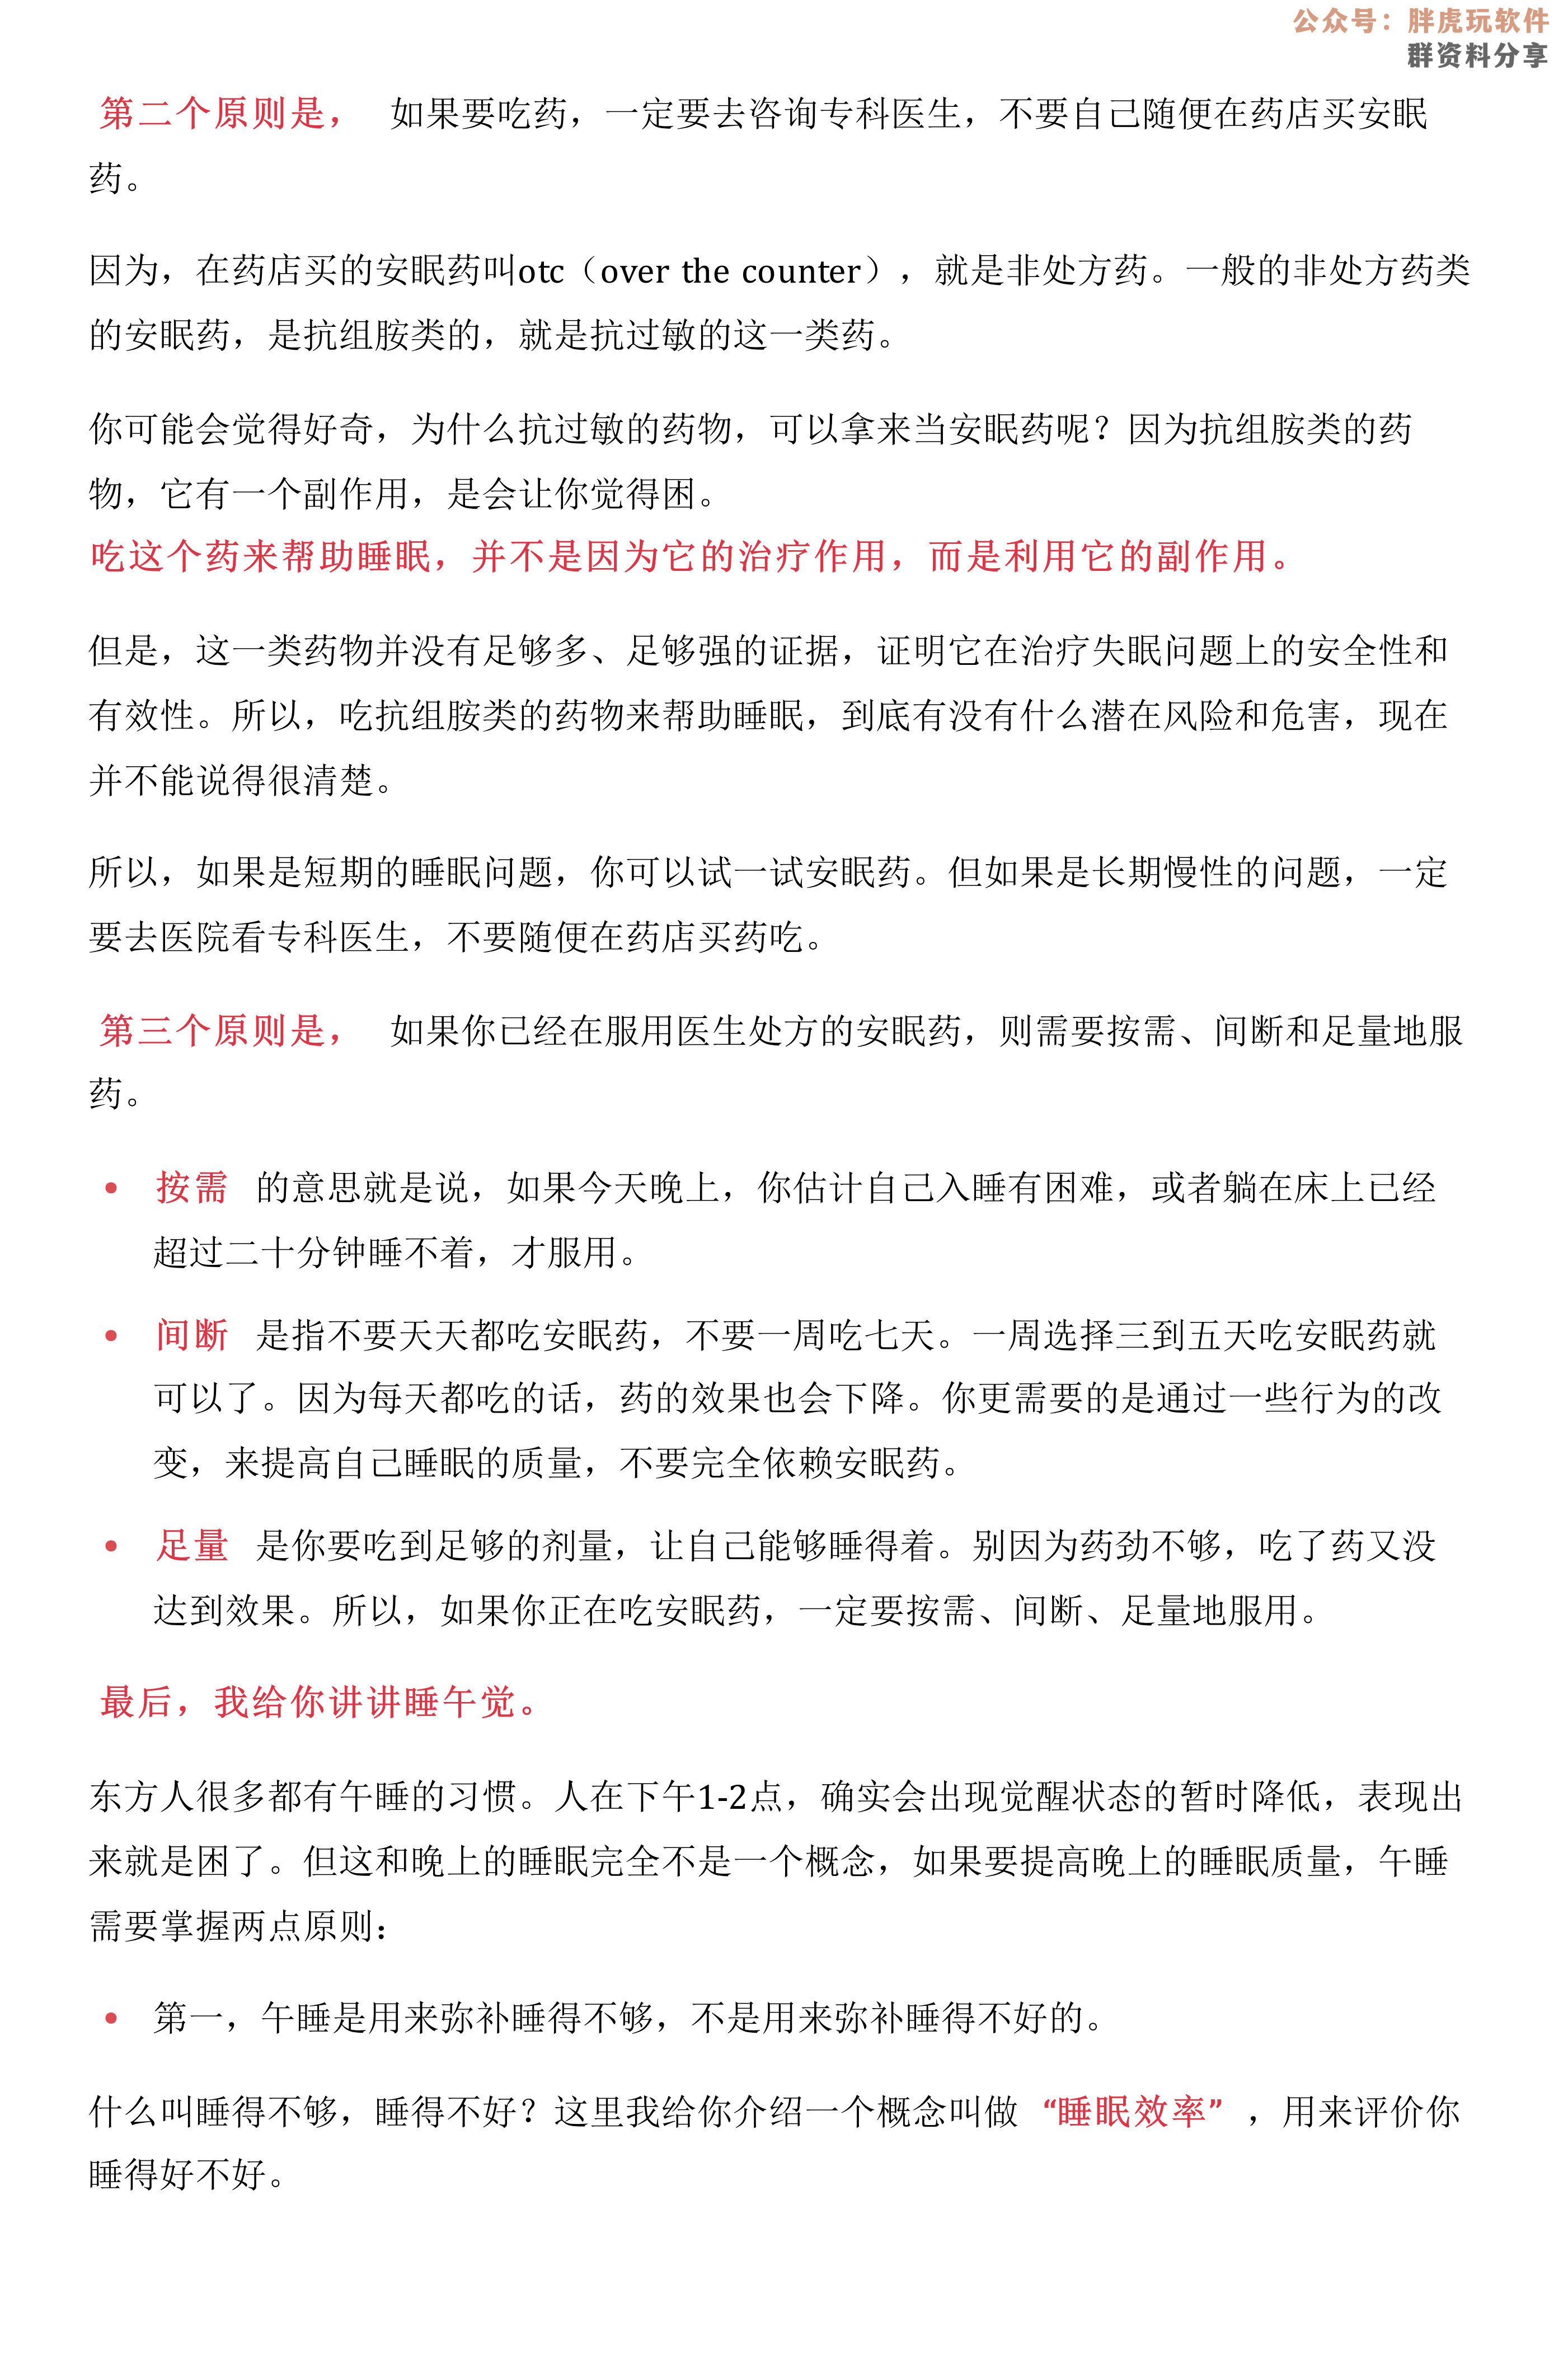 公众号：胖虎玩软件
群资料分享
第二个原则是， 如果要吃药，一定要去咨询专科医生，不要自己随便在药店买安眠
药。
因为，在药店买的安眠药叫otc（over the counter），就是非处方药。一般的非处方药类
的安眠药，是抗组胺类的，就是抗过敏的这一类药。
你可能会觉得好奇，为什么抗过敏的药物，可以拿来当安眠药呢？因为抗组胺类的药
物，它有一个副作用，是会让你觉得困。
吃这个药来帮助睡眠，并不是因为它的治疗作用，而是利用它的副作用。
但是，这一类药物并没有足够多、足够强的证据，证明它在治疗失眠问题上的安全性和
有效性。所以，吃抗组胺类的药物来帮助睡眠，到底有没有什么潜在风险和危害，现在
并不能说得很清楚。
所以，如果是短期的睡眠问题，你可以试一试安眠药。但如果是长期慢性的问题，一定
要去医院看专科医生，不要随便在药店买药吃。
第三个原则是， 如果你已经在服用医生处方的安眠药，则需要按需、间断和足量地服
药。
• 按需 的意思就是说，如果今天晚上，你估计自己入睡有困难，或者躺在床上已经
超过二十分钟睡不着，才服用。
• 间断 是指不要天天都吃安眠药，不要一周吃七天。一周选择三到五天吃安眠药就
可以了。因为每天都吃的话，药的效果也会下降。你更需要的是通过一些行为的改
变，来提高自己睡眠的质量，不要完全依赖安眠药。
• 足量 是你要吃到足够的剂量，让自己能够睡得着。别因为药劲不够，吃了药又没
达到效果。所以，如果你正在吃安眠药，一定要按需、间断、足量地服用。
最后，我给你讲讲睡午觉。
东方人很多都有午睡的习惯。人在下午1-2点，确实会出现觉醒状态的暂时降低，表现出
来就是困了。但这和晚上的睡眠完全不是一个概念，如果要提高晚上的睡眠质量，午睡
需要掌握两点原则：
• 第一，午睡是用来弥补睡得不够，不是用来弥补睡得不好的。
什么叫睡得不够，睡得不好？这里我给你介绍一个概念叫做 “睡眠效率” ，用来评价你
睡得好不好。